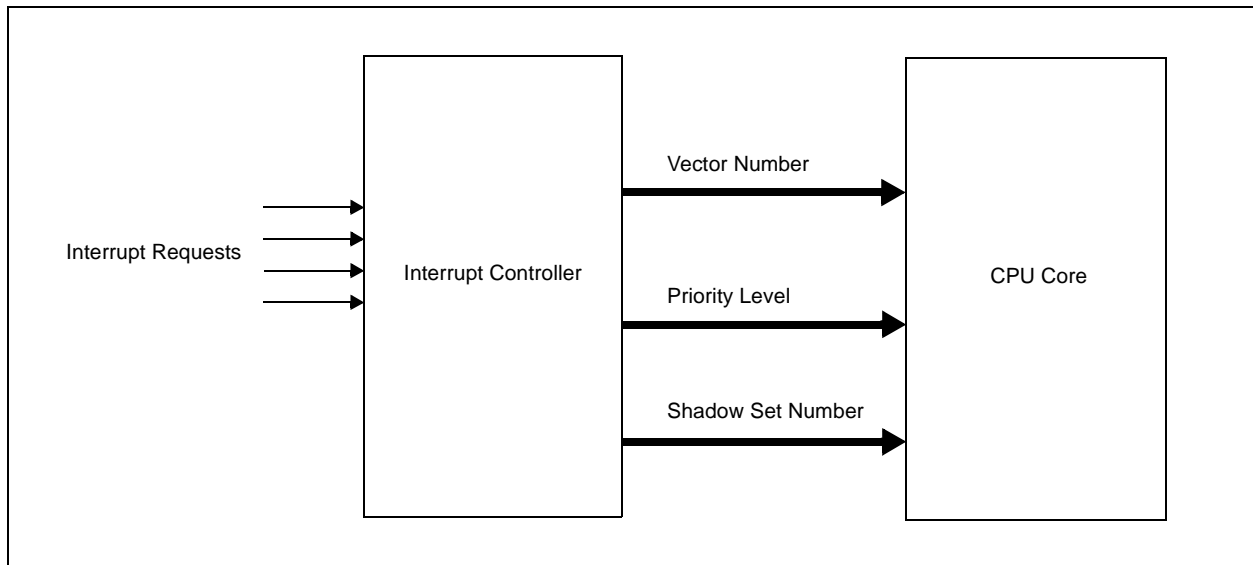 Interrupt Requests
Interrupt Controller
Vector Number
Priority Level
Shadow Set Number
CPU Core